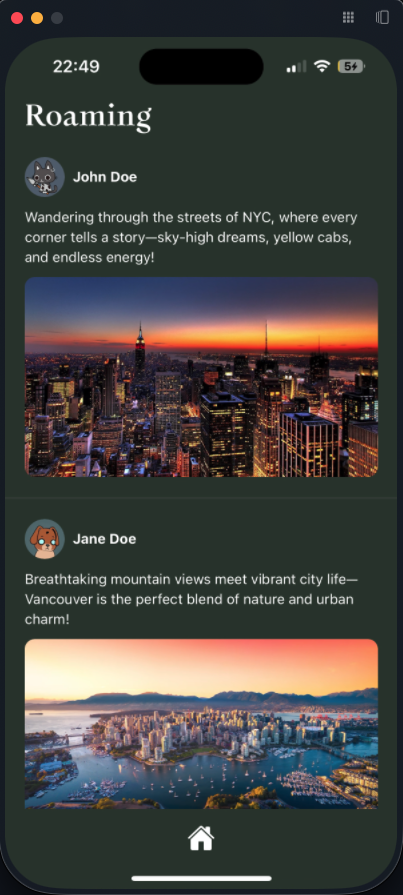 22:49
5
Roaming
John Doe
Wandering through the streets of NYC, where every
corner tells a story—sky-high dreams, yellow cabs,
and endless energy!
Jane Doe
Breathtaking mountain views meet vibrant city life—
Vancouver is the perfect blend of nature and urban
charm!